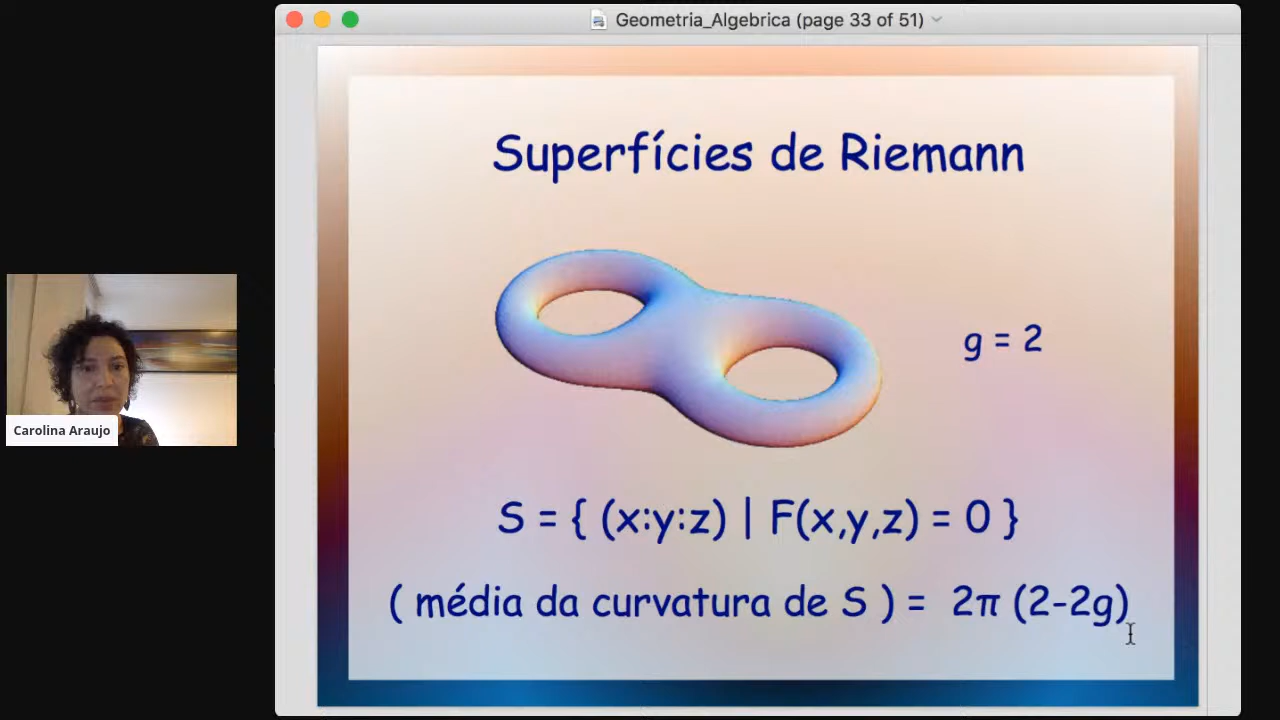 Geometria_Algebrica (page 33 of 51)
Superfícies de Riemann
g = 2
S = { (x:y:z) | F(x,y,z) = 0 }
( média da curvatura de S ) = 2π (2-2g)
Carolina Araujo